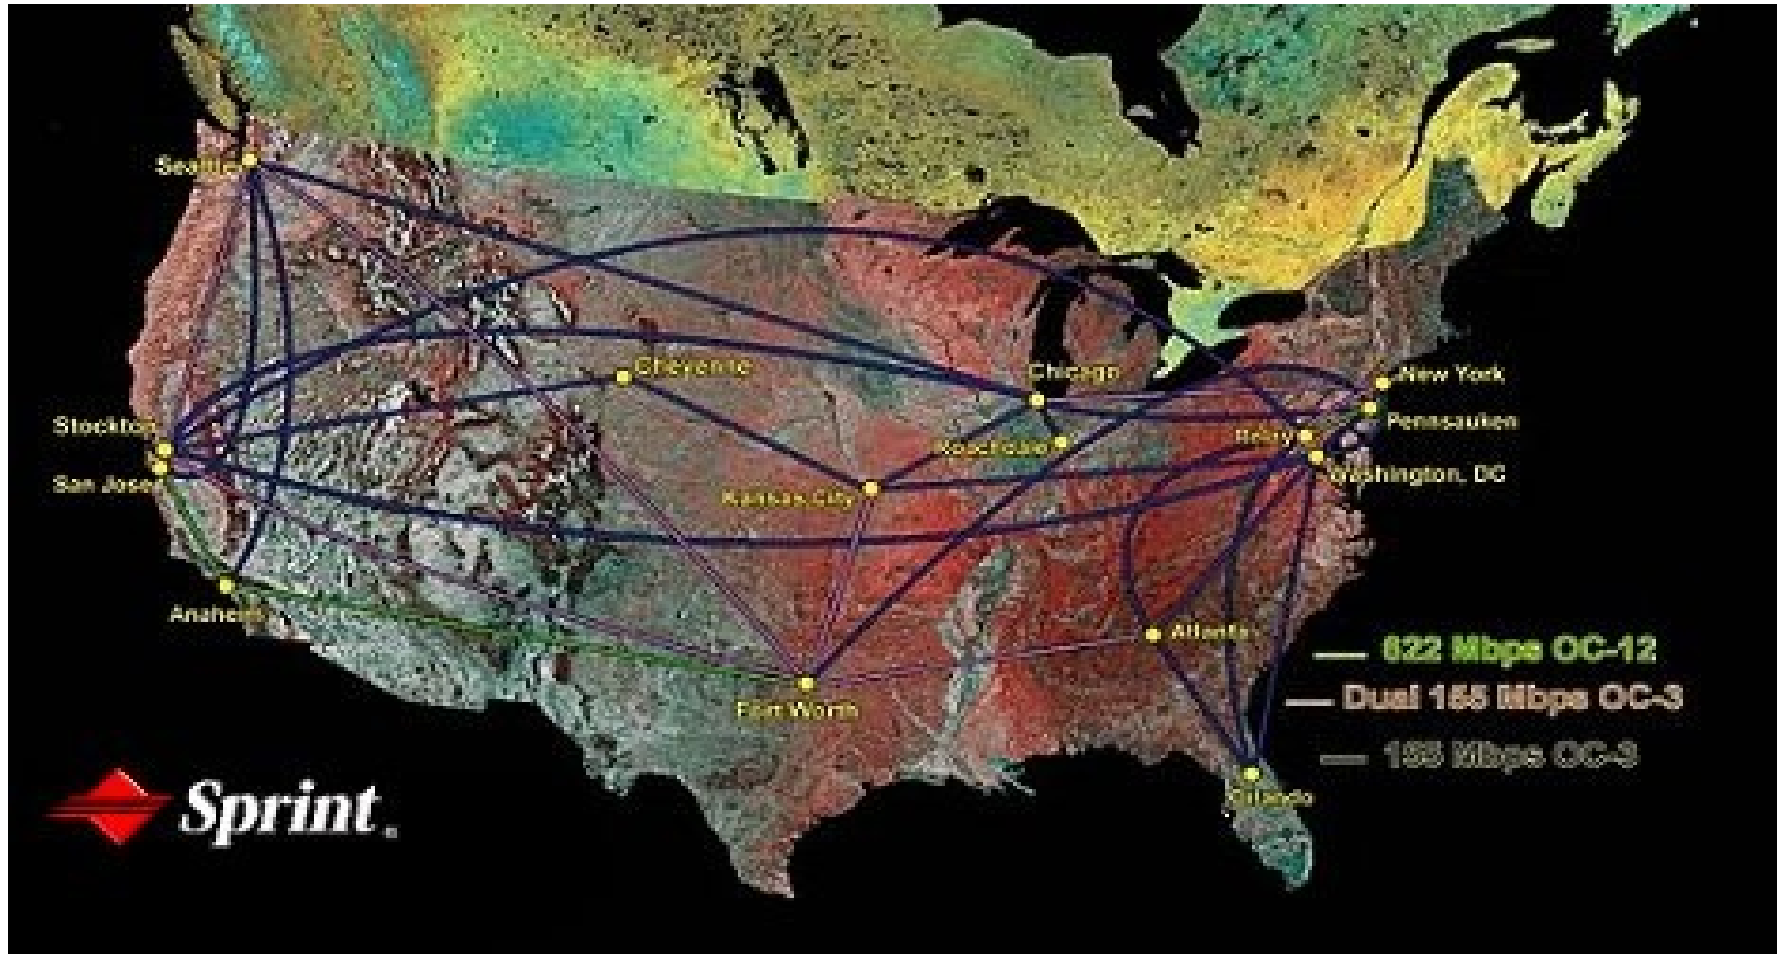 Seattle
Cheyenne
Chicago
New York
Stockton
Pennsauken
Relay
Roachdale
San Jose
Washington, DC
Kansas City
Anaheim
Atlanta
622 Mbps OC-12
Fort Worth
Dual 155 Mbps OC-3
155 Mbps OC-3
Sprint
Orlando